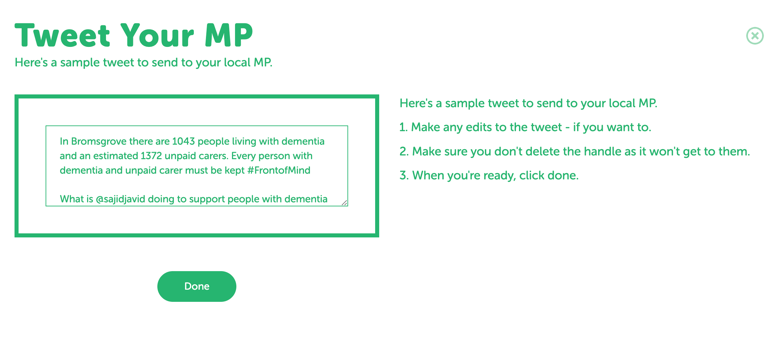 Tweet Your MP
Here's a sample tweet to send to your local MP.
In Bromsgrove there are 1043 people living with dementia
and an estimated 1372 unpaid carers. Every person with
dementia and unpaid carer must be kept #FrontofMind
What is @sajidjavid doing to support people with dementia
Done
Here's a sample tweet to send to your local MP.
1. Make any edits to the tweet - if you want to.
2. Make sure you don't delete the handle as it won't get to them.
3. When you're ready, click done.